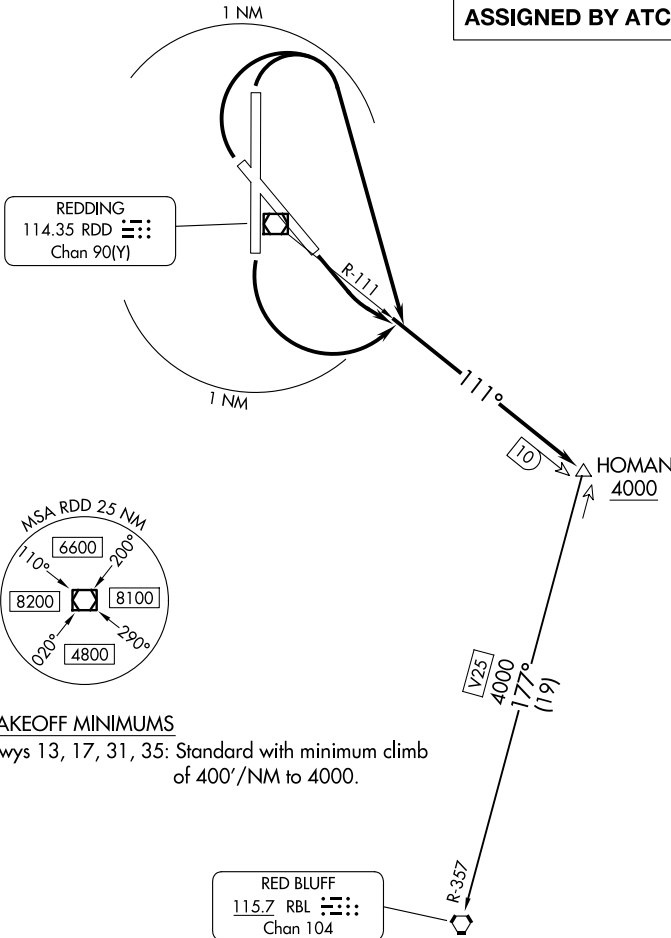 1 NM
ASSIGNED BY ATC
REDDING
114.35 RDD
Chan 90(Y)
R-111
1 NM
111°
10
HOMAN
4000
MSA RDD 25 NM
6600
110°
200°
8200
8100
020°
290°
4800
V25
4000
177°
(19)
AKEOFF MINIMUMS
wys 13, 17, 31, 35: Standard with minimum climb
of 400'/NM to 4000.
R-357
RED BLUFF
115.7 RBL
Chan 104